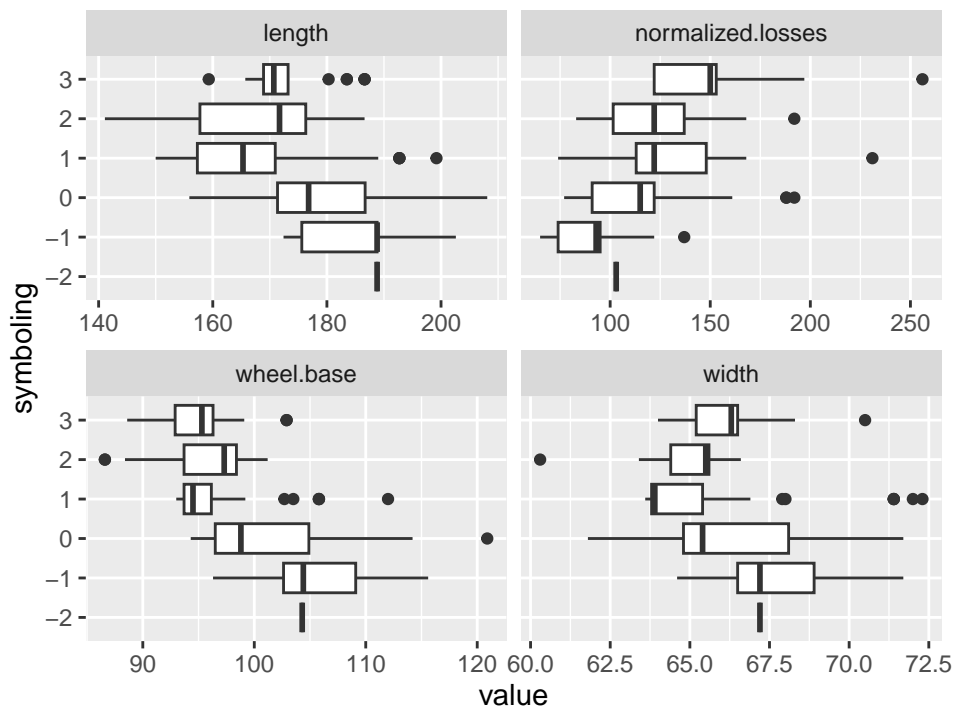 length
normalized.losses
3
2
1
0
−1
−2
140 160 180 200
100 150 200 250
symboling
wheel.base
width
3
2
1
0
−1
−2
90 100 110 120
60.0 62.5 65.0 67.5 70.0 72.5
value